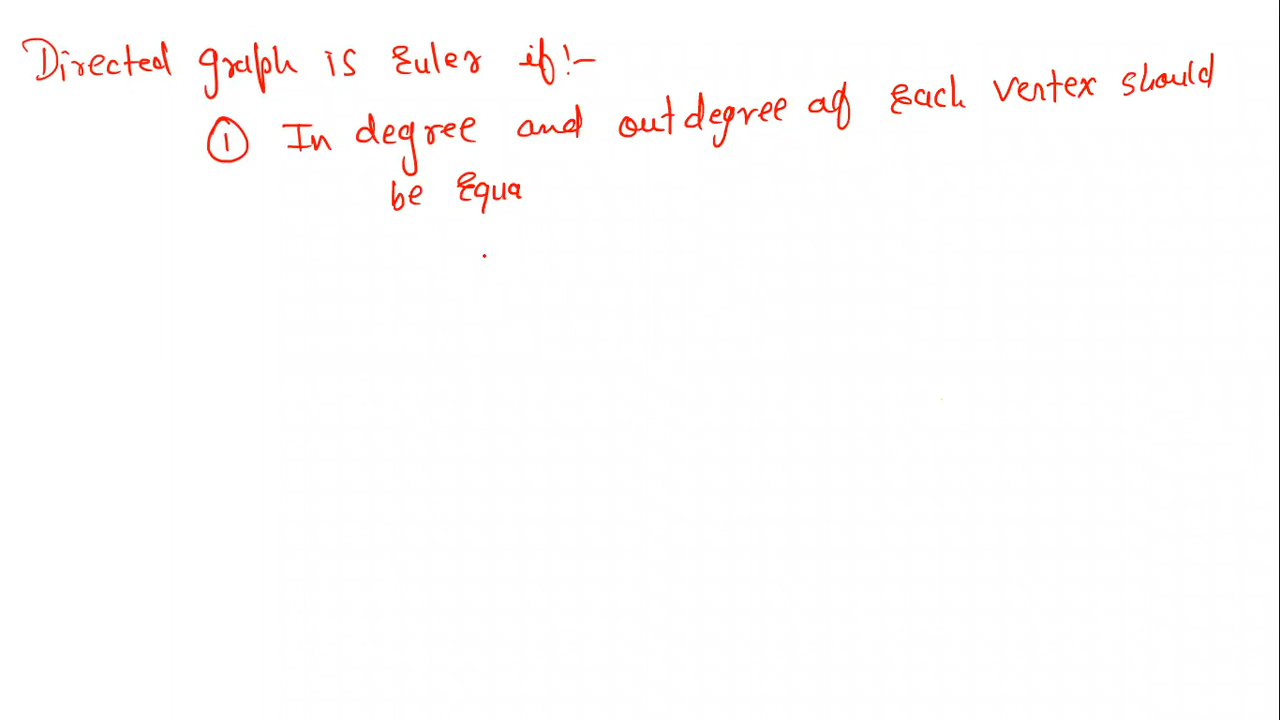 Directed graph is Euler if:-
① In degree and outdegree of Each vertex should
be Equa